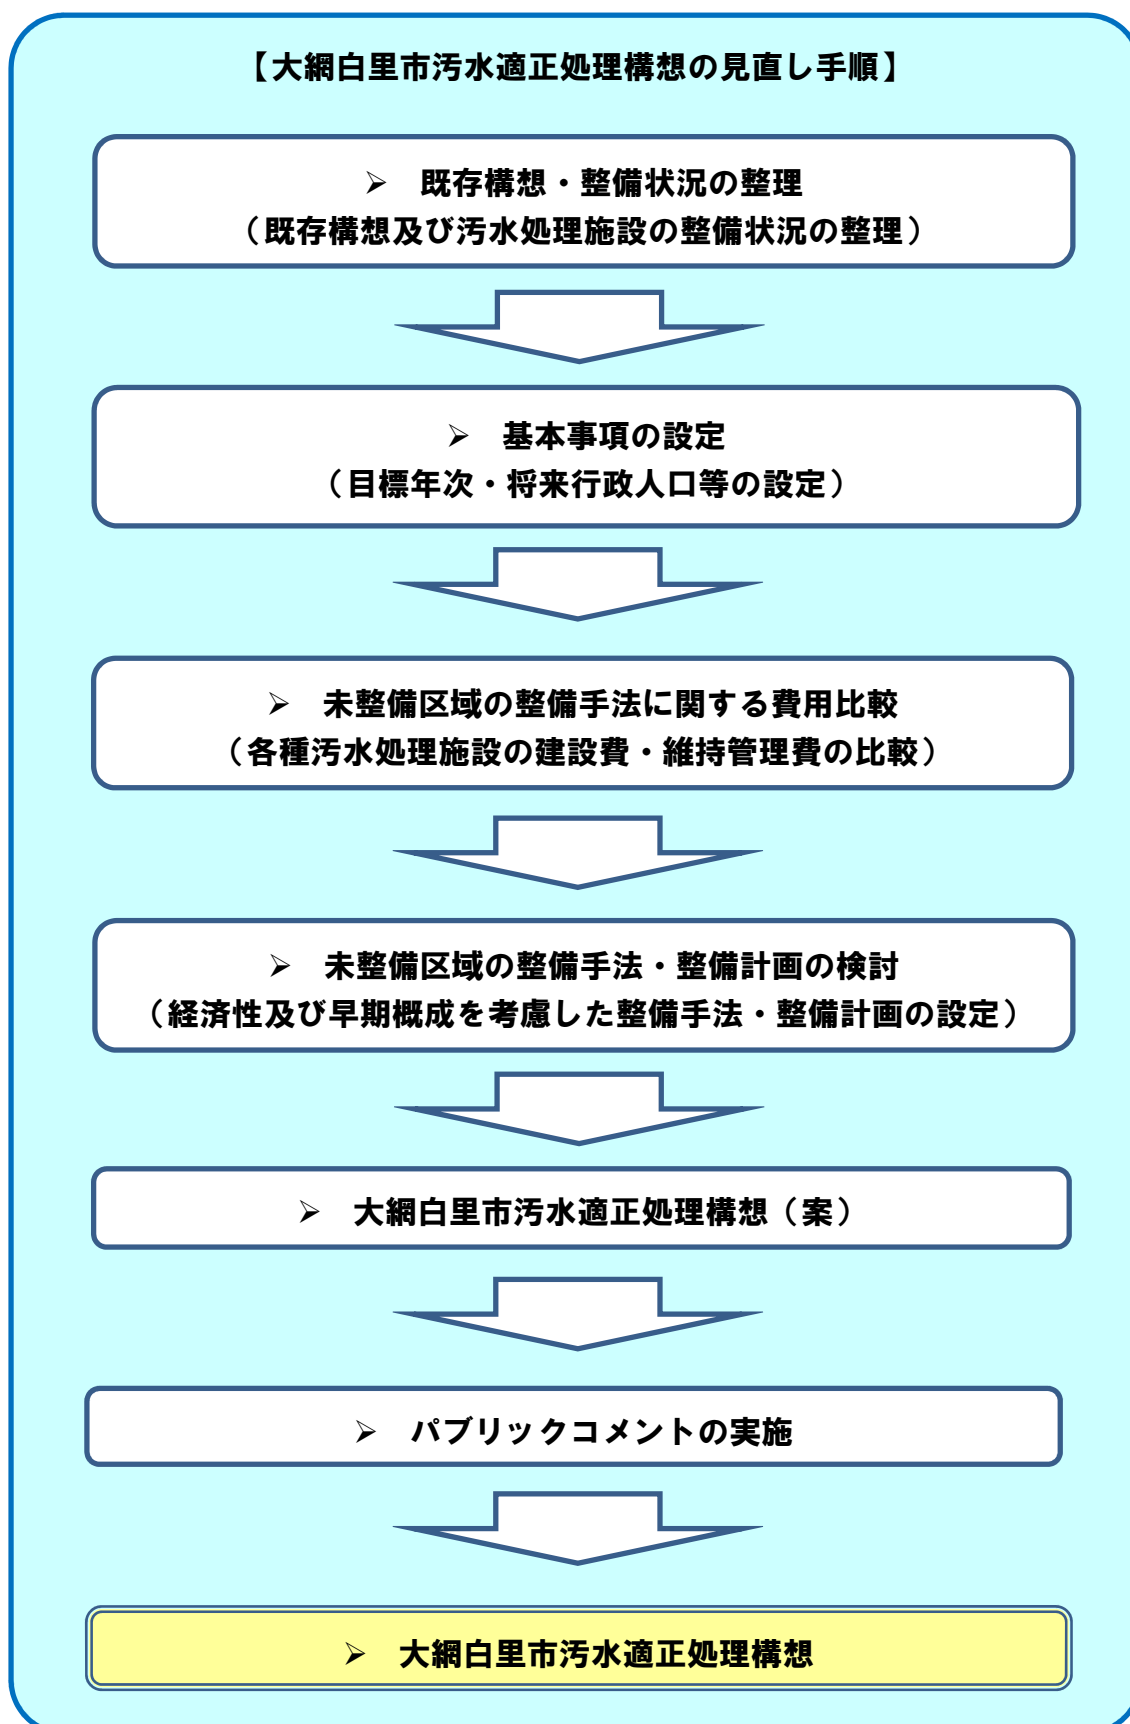 【大網白里市汚水適正処理構想の見直し手順】
➢ 既存構想・整備状況の整理
（既存構想及び汚水処理施設の整備状況の整理）
➢ 基本事項の設定
（目標年次・将来行政人口等の設定）
➢ 未整備区域の整備手法に関する費用比較
（各種汚水処理施設の建設費・維持管理費の比較）
➢ 未整備区域の整備手法・整備計画の検討
（経済性及び早期概成を考慮した整備手法・整備計画の設定）
➢ 大網白里市汚水適正処理構想（案）
➢ パブリックコメントの実施
➢ 大網白里市汚水適正処理構想